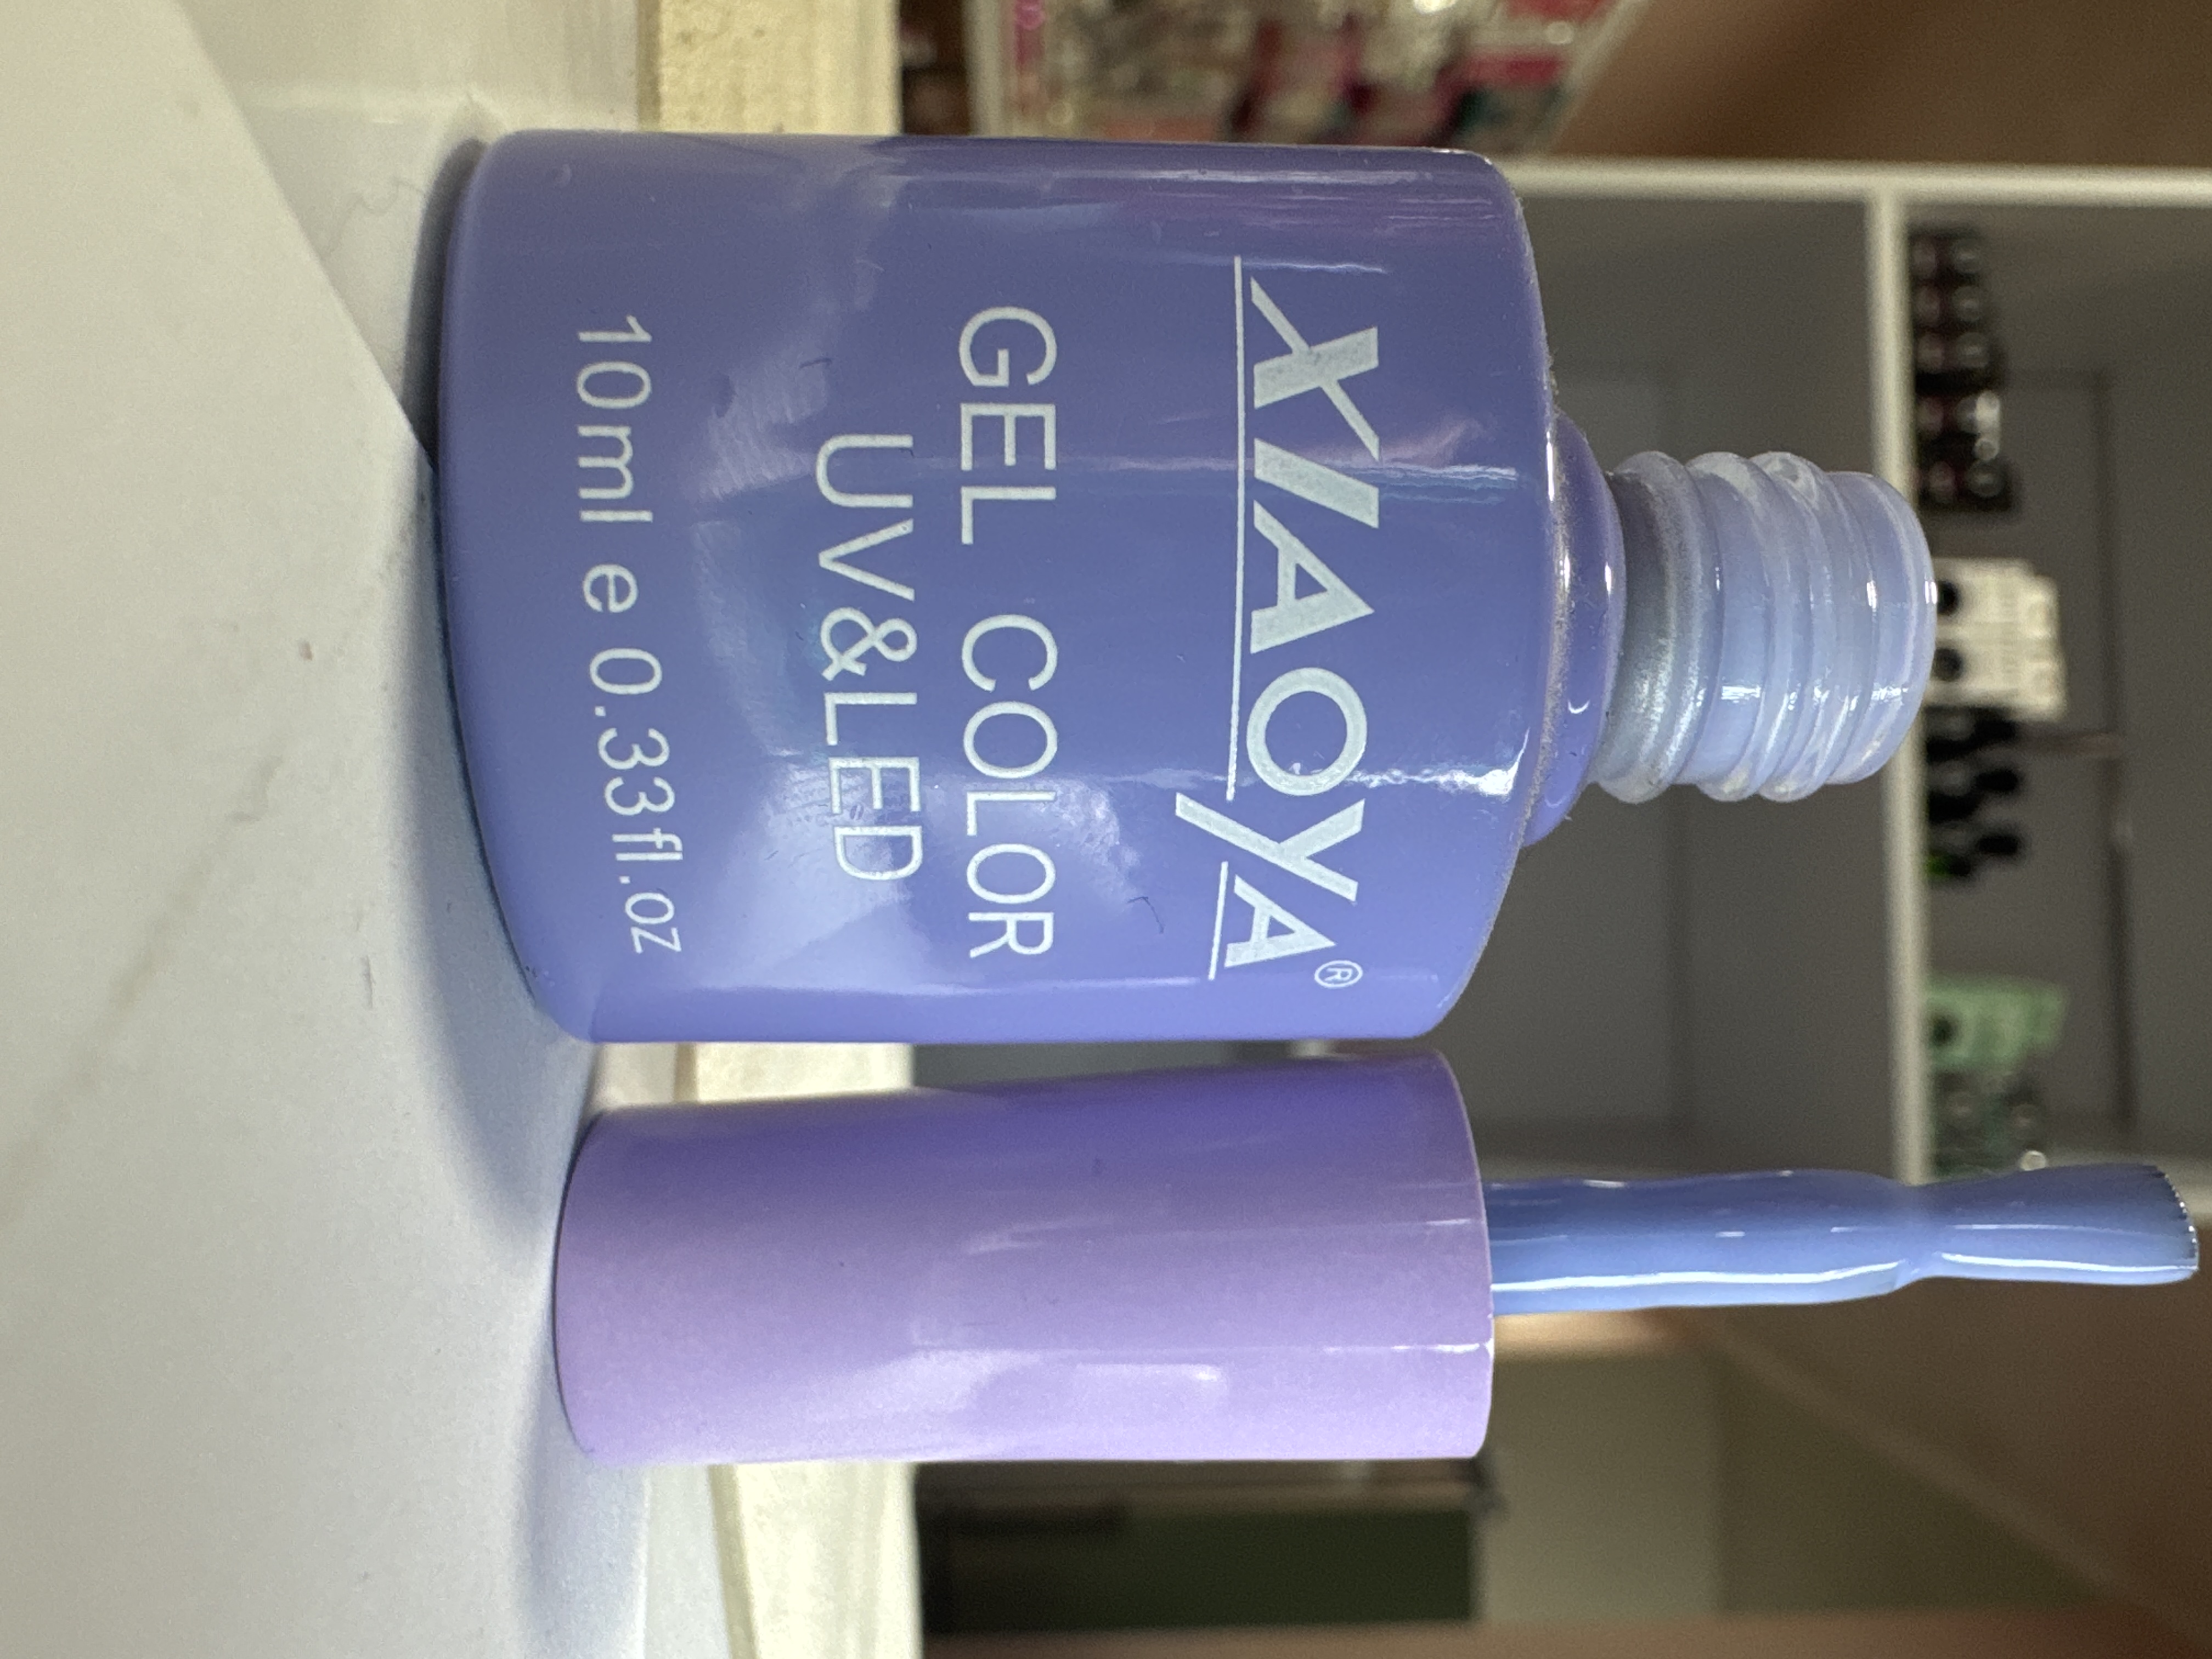 XIAOYA®
GEL COLOR
UV&LED
10ml e 0.33fl.oz